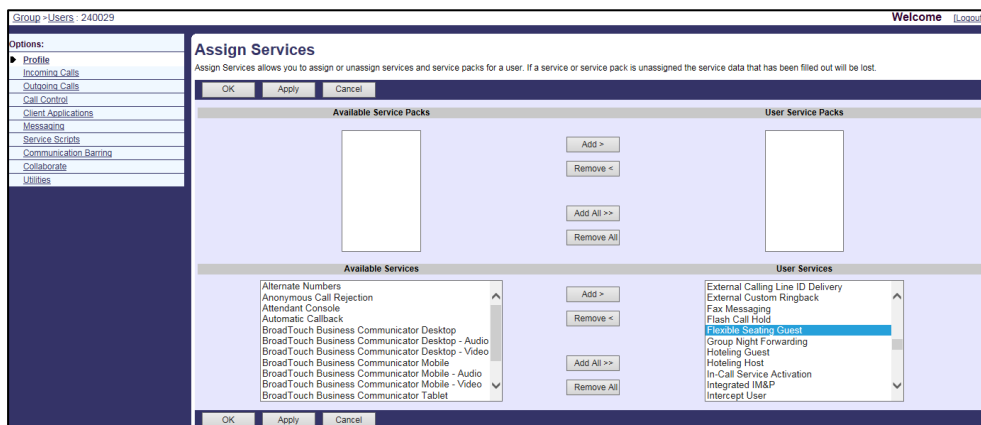 Group >Users : 240029
Welcome [Logout
Options:
Profile
Incoming Calls
Outgoing Calls
Call Control
Client Applications
Messaging
Service Scripts
Communication Barring
Collaborate
Utilities
Assign Services
Assign Services allows you to assign or unassign services and service packs for a user. If a service or service pack is unassigned the service data that has been filled out will be lost.
OK Apply Cancel
Available Service Packs
User Service Packs
Add >
Remove <
Add All >>
Remove All
Available Services
User Services
Alternate Numbers
Anonymous Call Rejection
Attendant Console
Automatic Callback
BroadTouch Business Communicator Desktop
BroadTouch Business Communicator Desktop - Audio
BroadTouch Business Communicator Desktop - Video
BroadTouch Business Communicator Mobile
BroadTouch Business Communicator Mobile - Audio
BroadTouch Business Communicator Mobile - Video
BroadTouch Business Communicator Tablet
Add >
Remove <
Add All >>
Remove All
External Calling Line ID Delivery
External Custom Ringback
Fax Messaging
Flash Call Hold
Flexible Seating Guest
Group Night Forwarding
Hoteling Guest
Hoteling Host
In-Call Service Activation
Integrated IM&P
Intercept User
OK Apply Cancel